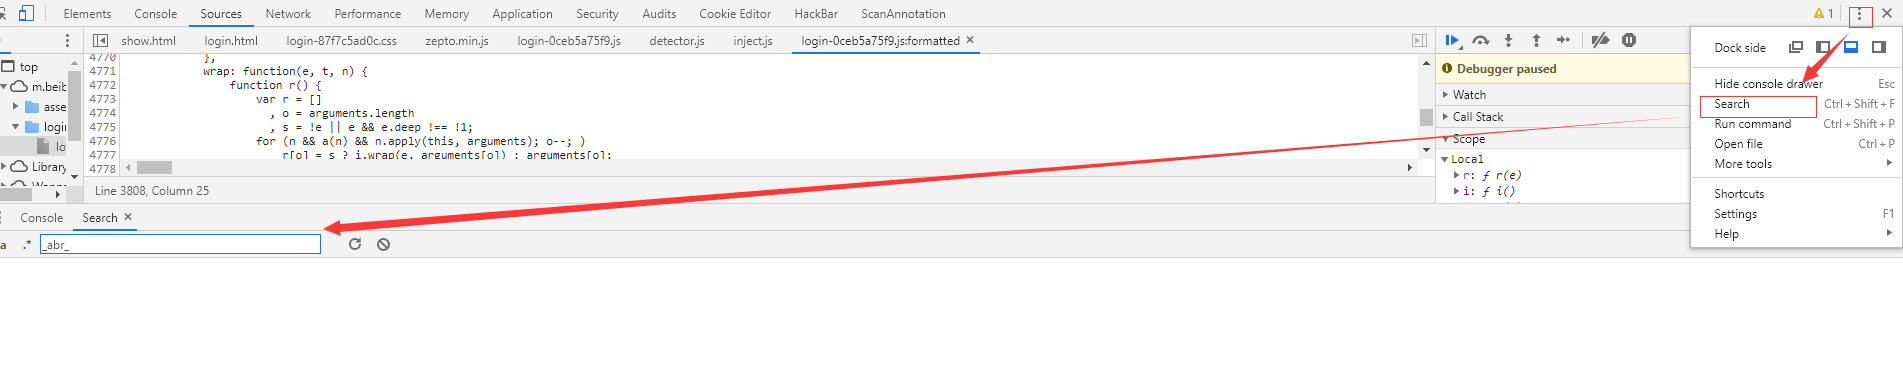 Elements Console Sources Network Performance Memory Application Security Audits Cookie Editor HackBar ScanAnnotation 1
show.html login.html login-87f7c5ad0c.css zepto.min.js login-0ceb5a75f9.js detector.js inject.js login-0ceb5a75f9.js:formatted
top
m.beib
asse
login
lo
Library
4770 },
4771 wrap: function(e, t, n) {
4772 function r() {
4773 var r = []
4774 , o = arguments.length
4775 , s = !e || e && e.deep !== !1;
4776 for (n && a(n) && n.apply(this, arguments); o--; )
4777 r[o] = s ? i.wrap(e, arguments[o]) : arguments[o];
4778
Line 3808, Column 25
Debugger paused
Watch
Call Stack
Scope
Local
r: ƒ r(e)
i: ƒ i()
Dock side
Hide console drawer Esc
Search Ctrl + Shift + F
Run command Ctrl + Shift + P
Open file Ctrl + P
More tools
Shortcuts
Settings F1
Help
Console Search
a .* _abr_